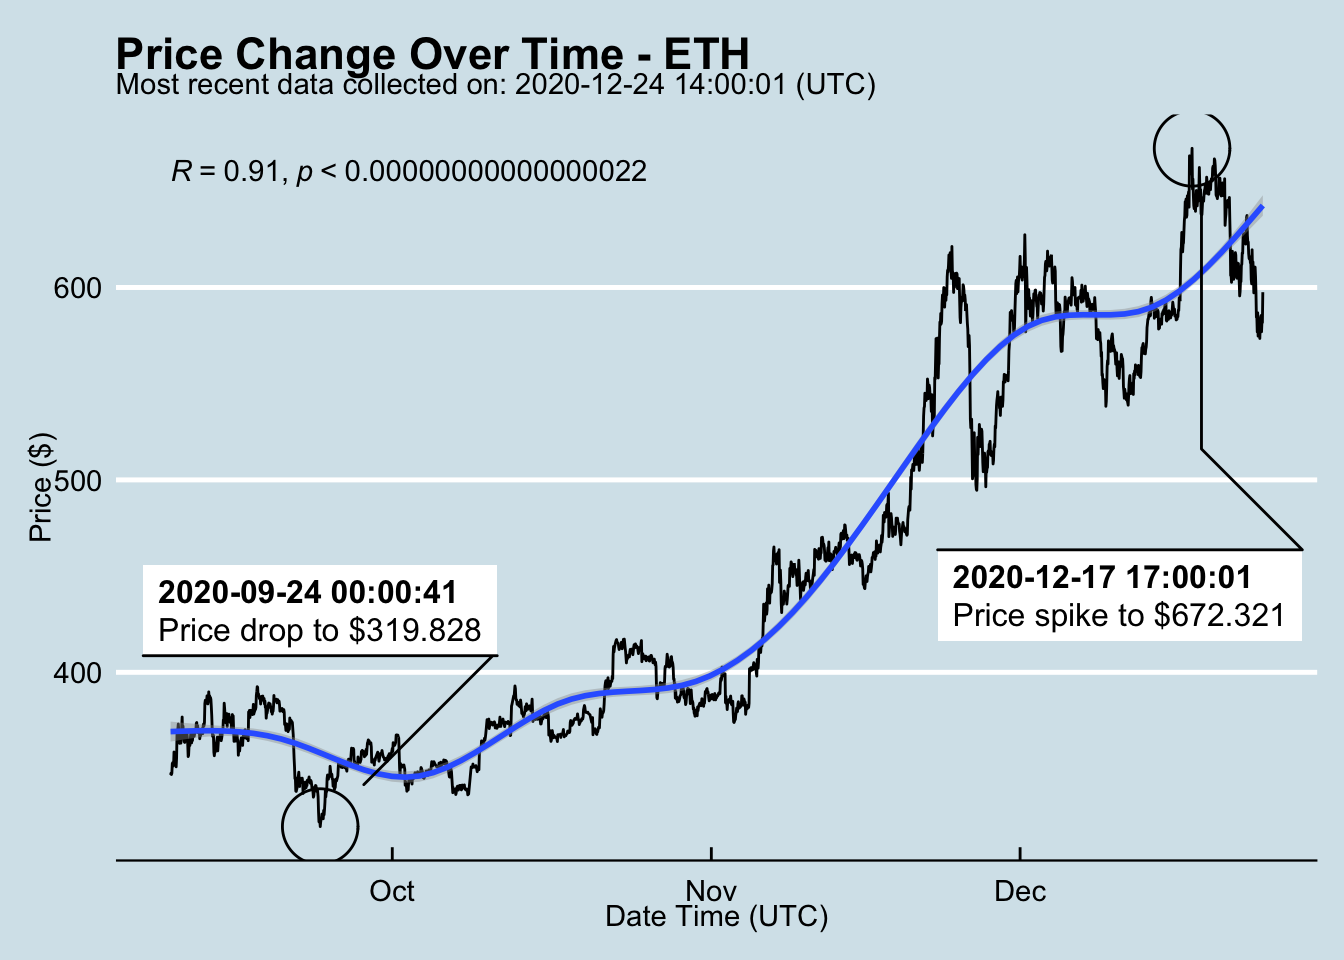 Price Change Over Time - ETH
Most recent data collected on: 2020-12-24 14:00:01 (UTC)
R = 0.91, p < 0.00000000000000022
600
500
400
Price ($)
2020-09-24 00:00:41
Price drop to $319.828
2020-12-17 17:00:01
Price spike to $672.321
Oct
Nov
Dec
Date Time (UTC)